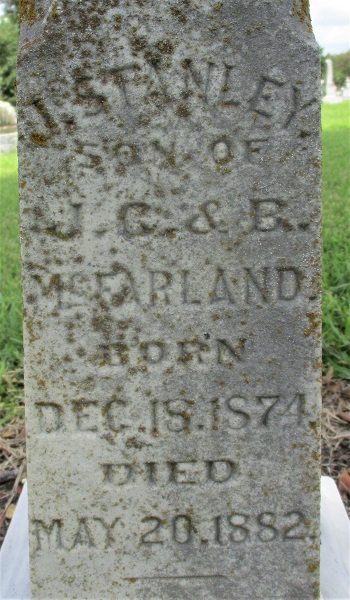 J. STANLEY,
SON OF
J. C. & B.
McFARLAND.
BORN
DEC. 18. 1874.
DIED
MAY 20. 1882.